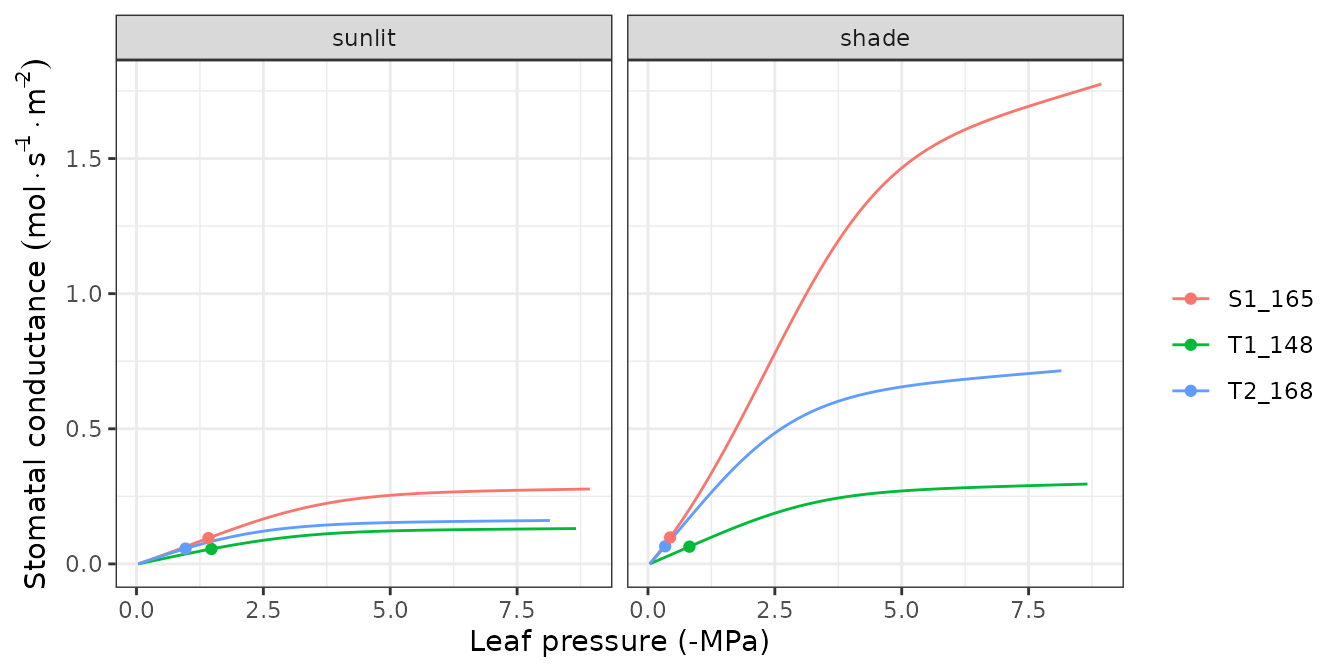 sunlit
shade
Stomatal conductance (mol·s⁻¹·m⁻²)
1.5
1.0
0.5
0.0
0.0 2.5 5.0 7.5
0.0 2.5 5.0 7.5
Leaf pressure (-MPa)
S1_165
T1_148
T2_168